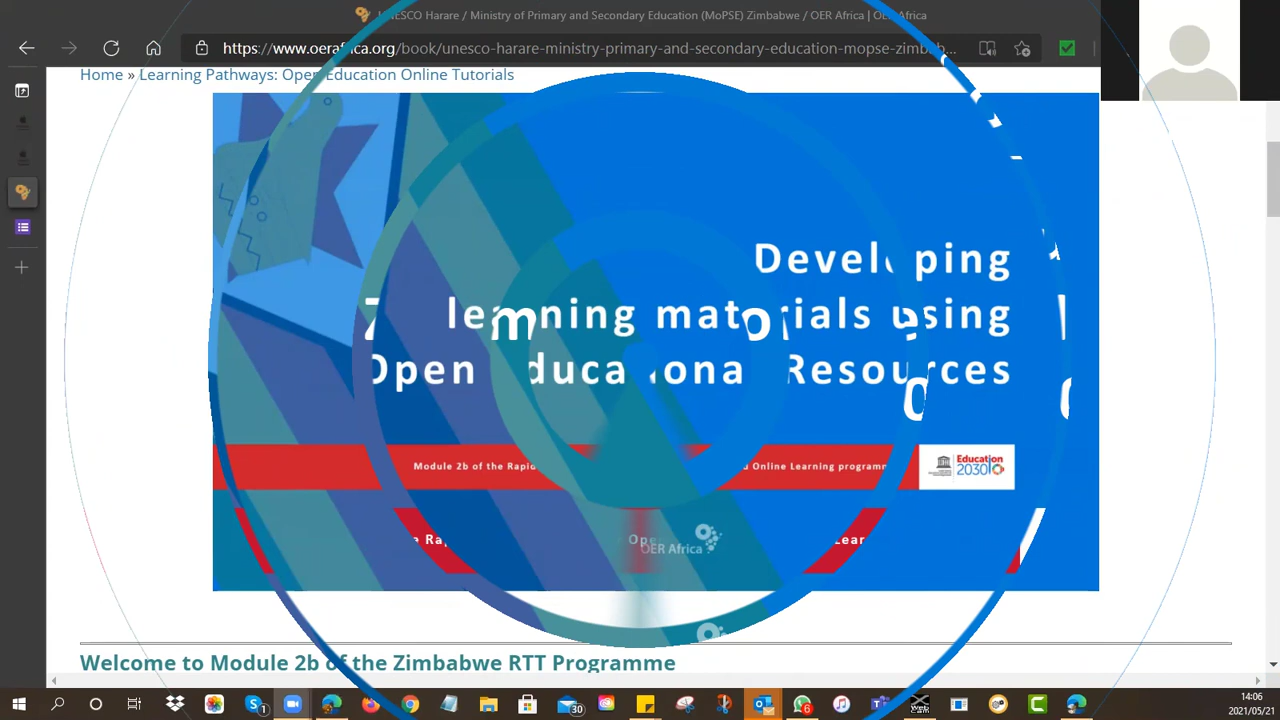 UNESCO Harare / Ministry of Primary and Secondary Education (MoPSE) Zimbabwe / OER Africa | OER Africa
https://www.oerafrica.org/book/unesco-harare-ministry-primary-and-secondary-education-mopse-zimbab...
Home » Learning Pathways: Open Education Online Tutorials
learning materials using
Open Resources
Module 2b of the Rapid
Online Learning
Education
2030
OER Africa
Welcome to Module 2b of the Zimbabwe RTT Programme
1
30
6
14:06
2021/05/21